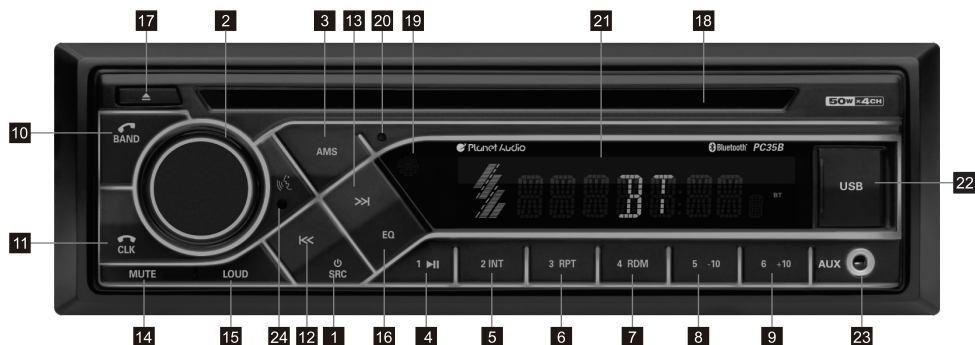 17 2 3 13 20 19 21 18
50W x4CH
10 BAND
AMS
Planet Audio Bluetooth PC35B
BT BT
USB 22
EQ
11 CLK
SRC
MUTE LOUD
1 2 INT 3 RPT 4 RDM 5 -10 6 +10 AUX
14 15 24 12 1 16 4 5 6 7 8 9 23